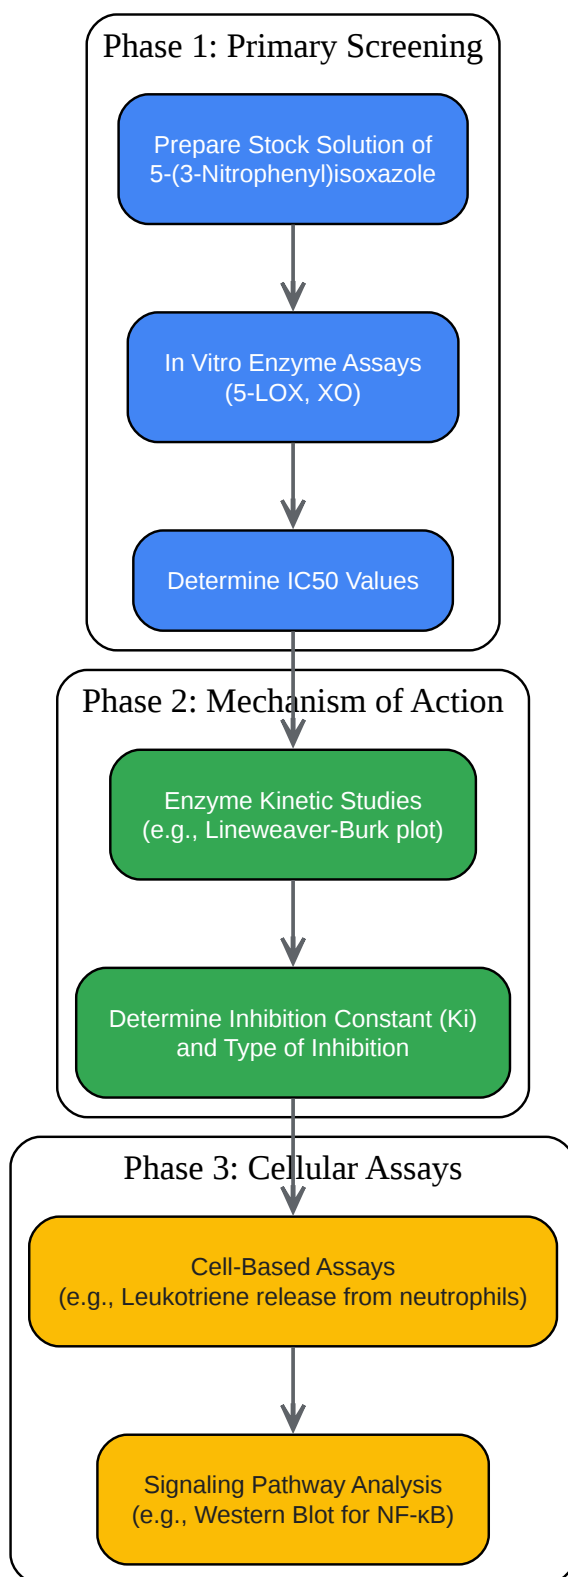 Phase 1: Primary Screening
Prepare Stock Solution of
5-(3-Nitrophenyl)isoxazole
In Vitro Enzyme Assays
(5-LOX, XO)
Determine IC50 Values
Phase 2: Mechanism of Action
Enzyme Kinetic Studies
(e.g., Lineweaver-Burk plot)
Determine Inhibition Constant (Ki)
and Type of Inhibition
Phase 3: Cellular Assays
Cell-Based Assays
(e.g., Leukotriene release from neutrophils)
Signaling Pathway Analysis
(e.g., Western Blot for NF-κB)